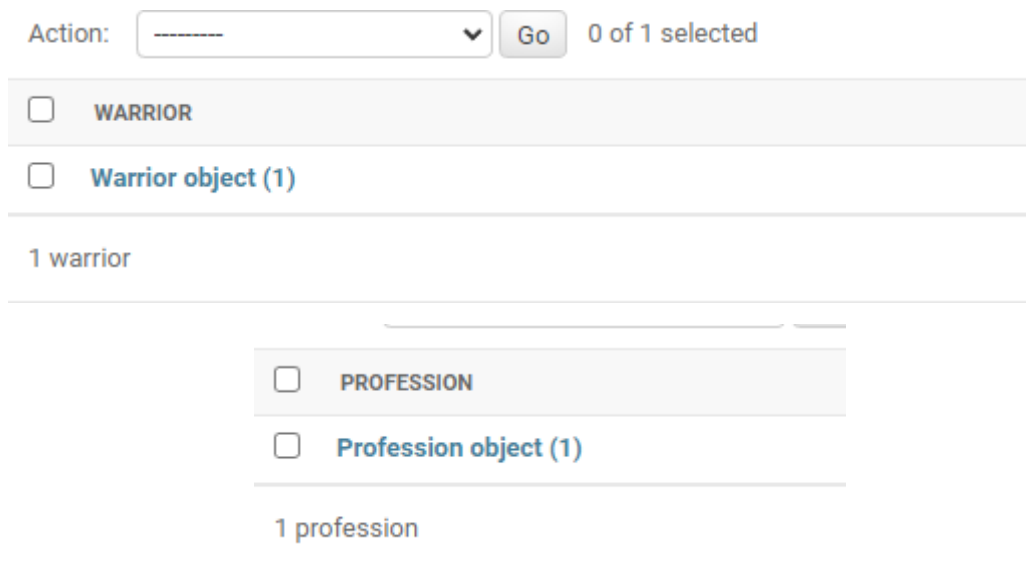 Action: --------- Go 0 of 1 selected
WARRIOR
Warrior object (1)
1 warrior
PROFESSION
Profession object (1)
1 profession